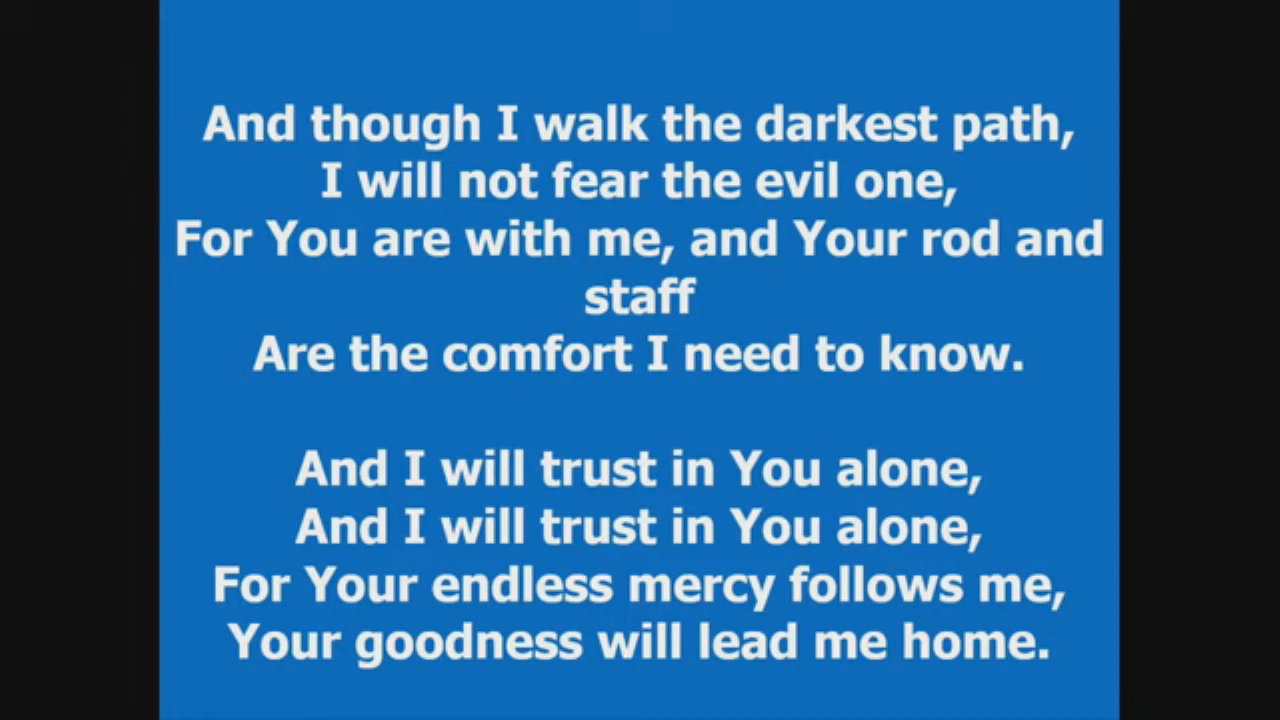 And though I walk the darkest path,
I will not fear the evil one,
For You are with me, and Your rod and
staff
Are the comfort I need to know.
And I will trust in You alone,
And I will trust in You alone,
For Your endless mercy follows me,
Your goodness will lead me home.